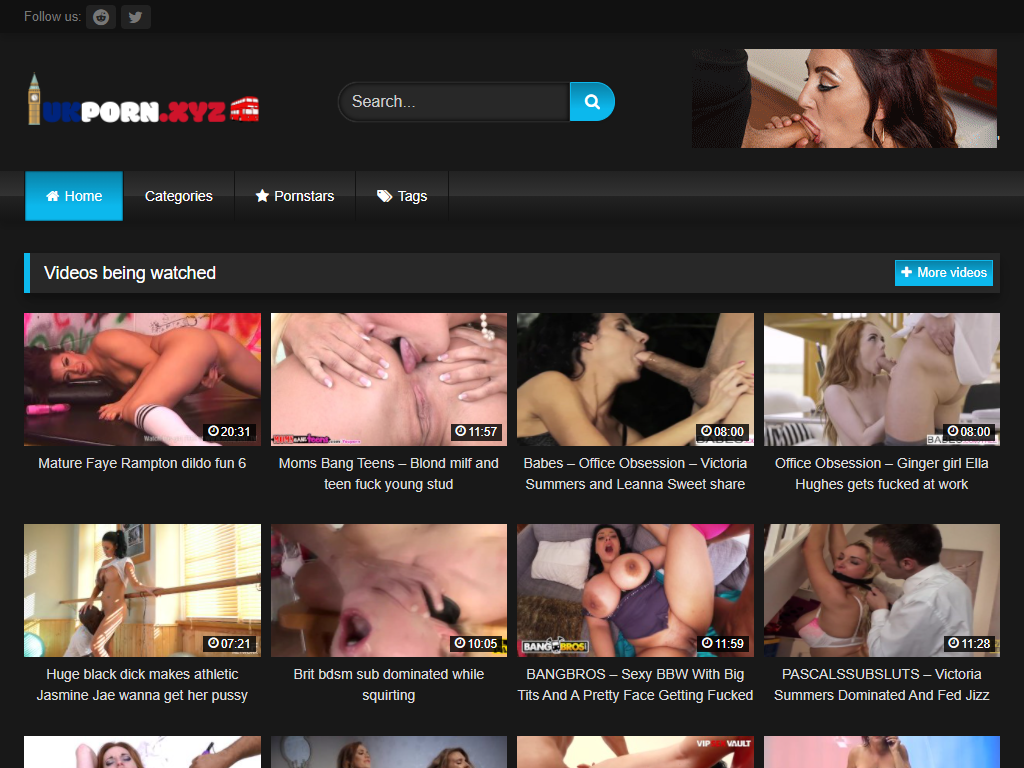 Follow us:
UKPORN.XYZ
Search...
Home
Categories
Pornstars
Tags
Videos being watched
More videos
20:31
11:57
08:00
08:00
Mature Faye Rampton dildo fun 6
Moms Bang Teens – Blond milf and
teen fuck young stud
Babes – Office Obsession – Victoria
Summers and Leanna Sweet share
Office Obsession – Ginger girl Ella
Hughes gets fucked at work
07:21
10:05
BANGBROS!
11:59
11:28
Huge black dick makes athletic
Jasmine Jae wanna get her pussy
Brit bdsm sub dominated while
squirting
BANGBROS – Sexy BBW With Big
Tits And A Pretty Face Getting Fucked
PASCALSSUBSLUTS – Victoria
Summers Dominated And Fed Jizz